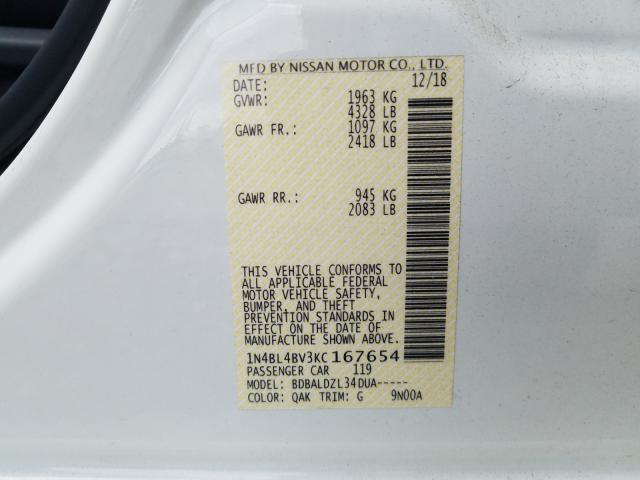 MFD BY NISSAN MOTOR CO., LTD.
DATE: 12/18
GVWR: 1963 KG
4328 LB
GAWR FR.: 1097 KG
2418 LB
GAWR RR.: 945 KG
2083 LB
THIS VEHICLE CONFORMS TO
ALL APPLICABLE FEDERAL
MOTOR VEHICLE SAFETY,
BUMPER, AND THEFT
PREVENTION STANDARDS IN
EFFECT ON THE DATE OF
MANUFACTURE SHOWN ABOVE.
1N4BL4BV3KC167654
PASSENGER CAR 119
MODEL: BDBALDZL34DUA-----
COLOR: QAK TRIM: G 9N00A